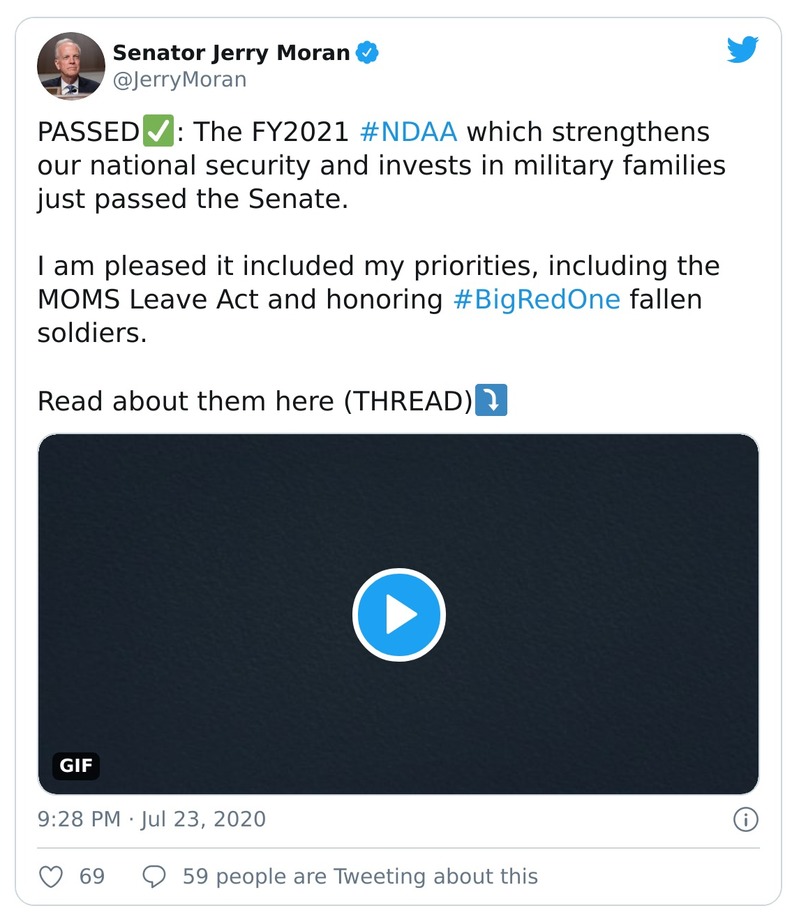 Senator Jerry Moran
@JerryMoran
PASSED✅: The FY2021 #NDAA which strengthens
our national security and invests in military families
just passed the Senate.
I am pleased it included my priorities, including the
MOMS Leave Act and honoring #BigRedOne fallen
soldiers.
Read about them here (THREAD)⤵️
GIF
9:28 PM · Jul 23, 2020
69 59 people are Tweeting about this